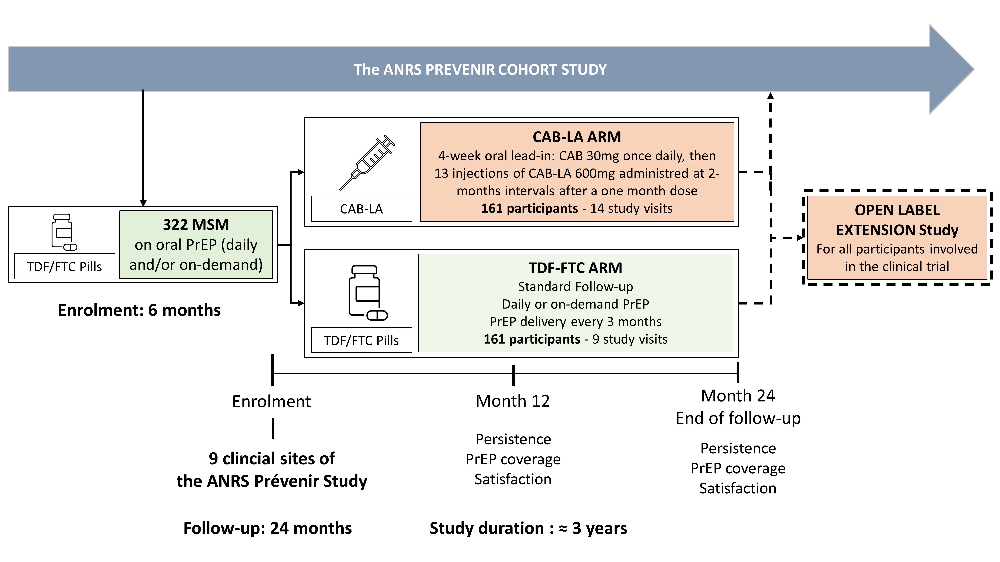 The ANRS PREVENIR COHORT STUDY
322 MSM
on oral PrEP (daily
and/or on-demand)
TDF/FTC Pills
Enrolment: 6 months
CAB-LA ARM
4-week oral lead-in: CAB 30mg once daily, then
13 injections of CAB-LA 600mg administred at 2-
months intervals after a one month dose
161 participants - 14 study visits
CAB-LA
TDF-FTC ARM
Standard Follow-up
Daily or on-demand PrEP
PrEP delivery every 3 months
161 participants - 9 study visits
TDF/FTC Pills
OPEN LABEL
EXTENSION Study
For all participants involved
in the clinical trial
Enrolment
9 clincial sites of
the ANRS Prévenir Study
Month 12
Persistence
PrEP coverage
Satisfaction
Month 24
End of follow-up
Persistence
PrEP coverage
Satisfaction
Follow-up: 24 months
Study duration : ≈ 3 years